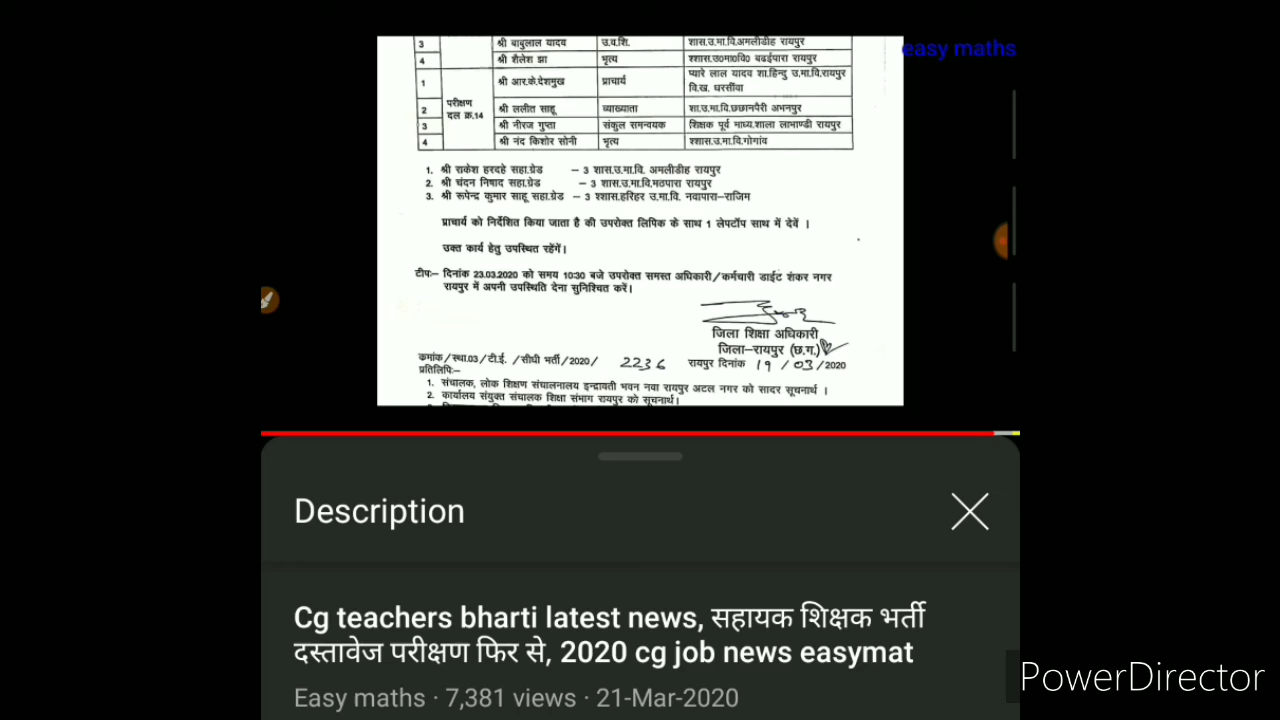 3 श्री बाबुलाल यादव उ.व.शि. शास.उ.मा.वि.अमलीडीह रायपुर
easy maths
4 श्री शैलेश झा भृत्य श्शास.उ०मा०वि० बढईपारा रायपुर
परीक्षण दल क्र.14
1 श्री आर.के.देशमुख प्राचार्य प्यारे लाल यादव शा.हिन्दु उ.मा.वि.रायपुर वि.ख. धरसींवा
2 श्री ललीत साहू व्याख्याता शा.उ.मा.वि.छछानपैरी अभनपुर
3 श्री नीरज गुप्ता संकुल समन्वयक शिक्षक पूर्व माध्य.शाला लाभाण्डी रायपुर
4 श्री नंद किशोर सोनी भृत्य श्शास.उ.मा.वि.गोगांव
1. श्री राकेश हरदहे सहा.ग्रेड – 3 शास.उ.मा.वि. अमलीडीह रायपुर
2. श्री चंदन निषाद सहा.ग्रेड – 3 शास.उ.मा.वि.मठपारा रायपुर
3. श्री रूपेन्द्र कुमार साहू सहा.ग्रेड – 3 श्शास.हरिहर उ.मा.वि. नवापारा–राजिम
प्राचार्य को निर्देशित किया जाता है की उपरोक्त लिपिक के साथ 1 लेपटॉप साथ में देवें ।
उक्त कार्य हेतु उपस्थित रहेंगें।
टीपः– दिनांक 23.03.2020 को समय 10:30 बजे उपरोक्त समस्त अधिकारी/कर्मचारी डाईट शंकर नगर
रायपुर में अपनी उपस्थिति देना सुनिश्चित करें।
जिला शिक्षा अधिकारी
जिला–रायपुर (छ.ग.)
कमांक/स्था.03/टी.ई. /सीधी भर्ती/2020/ 2236 रायपुर दिनांक 19/03/2020
प्रतिलिपिः–
1. संचालक, लोक शिक्षण संचालनालय इन्द्रावती भवन नवा रायपुर अटल नगर को सादर सूचनार्थ ।
2. कार्यालय संयुक्त संचालक शिक्षा संभाग रायपुर को सूचनार्थ।
Description
Cg teachers bharti latest news, सहायक शिक्षक भर्ती
दस्तावेज परीक्षण फिर से, 2020 cg job news easymat
Easy maths · 7,381 views · 21-Mar-2020
PowerDirector